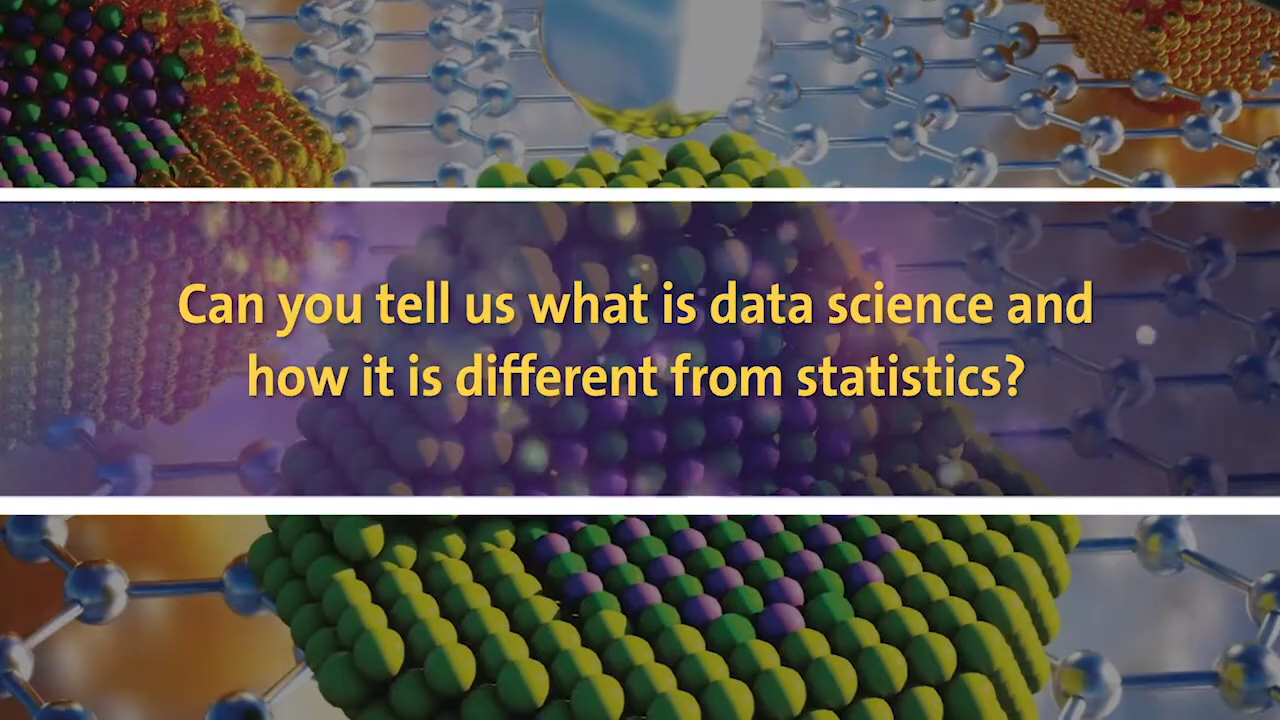 Can you tell us what is data science and
how it is different from statistics?